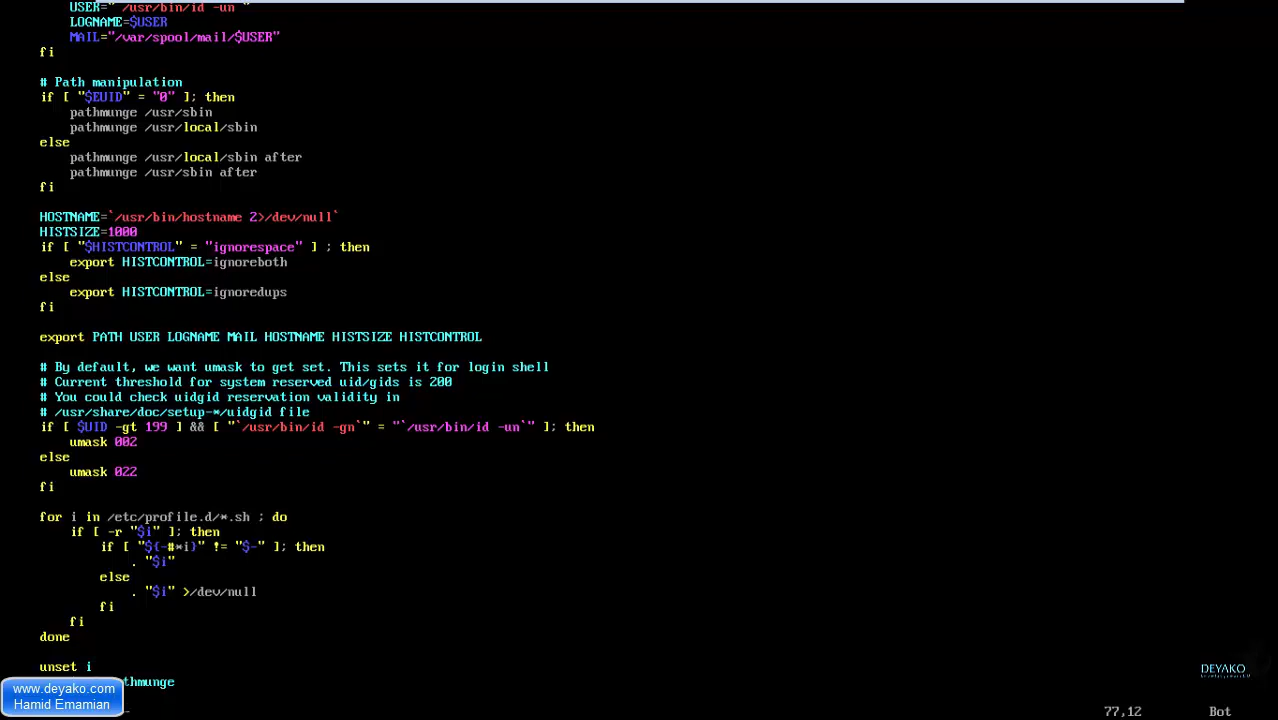 USER="`/usr/bin/id -un`"
LOGNAME=$USER
MAIL="/var/spool/mail/$USER"
fi
# Path manipulation
if [ "$EUID" = "0" ]; then
pathmunge /usr/sbin
pathmunge /usr/local/sbin
else
pathmunge /usr/local/sbin after
pathmunge /usr/sbin after
fi
HOSTNAME=`/usr/bin/hostname 2>/dev/null`
HISTSIZE=1000
if [ "$HISTCONTROL" = "ignorespace" ] ; then
export HISTCONTROL=ignoreboth
else
export HISTCONTROL=ignoredups
fi
export PATH USER LOGNAME MAIL HOSTNAME HISTSIZE HISTCONTROL
# By default, we want umask to get set. This sets it for login shell
# Current threshold for system reserved uid/gids is 200
# You could check uidgid reservation validity in
# /usr/share/doc/setup-*/uidgid file
if [ $UID -gt 199 ] && [ "`/usr/bin/id -gn`" = "`/usr/bin/id -un`" ]; then
umask 002
else
umask 022
fi
for i in /etc/profile.d/*.sh ; do
if [ -r "$i" ]; then
if [ "${-#*i}" != "$-" ]; then
. "$i"
else
. "$i" >/dev/null
fi
fi
done
unset i
thmunge
www.deyako.com
Hamid Emamian
DEYAKO
77,12 Bot